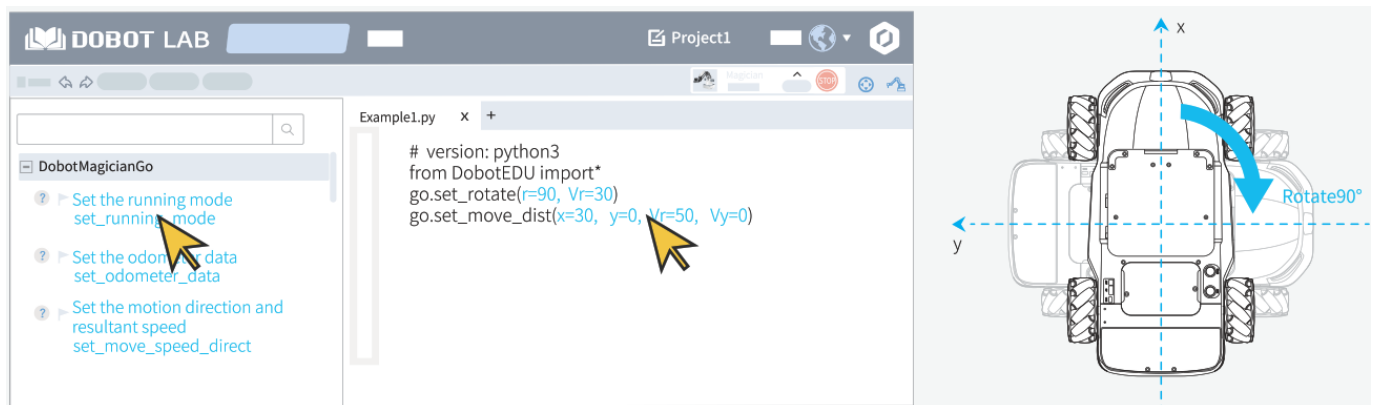 DOBOT LAB
Project1
Magician
STOP
Example1.py x +
DobotMagicianGo
? Set the running mode
set_running_mode
? Set the odometer data
set_odometer_data
? Set the motion direction and
resultant speed
set_move_speed_direct
# version: python3
from DobotEDU import*
go.set_rotate(r=90, Vr=30)
go.set_move_dist(x=30, y=0, Vr=50, Vy=0)
x
Rotate90°
y